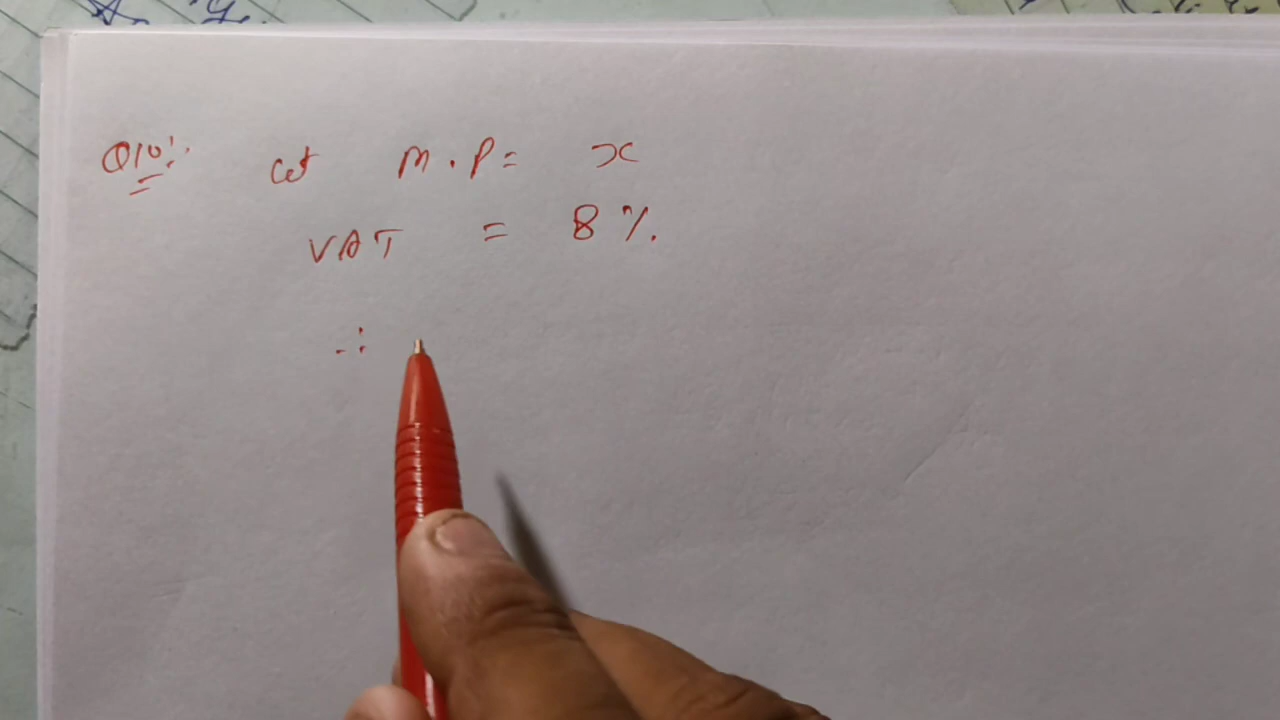 Q10:. Let M.P = x
VAT = 8%.
∴